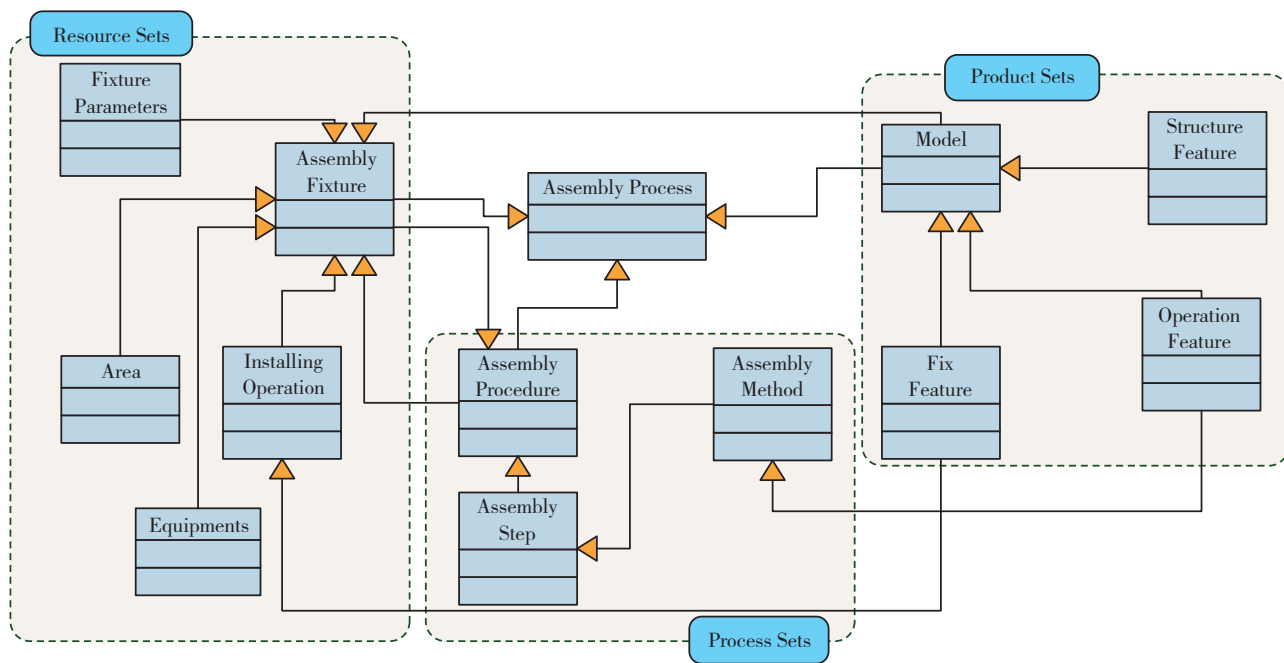 Resource Sets
Fixture
Parameters
Assembly
Fixture
Area
Installing
Operation
Equipments
Assembly Process
Assembly
Procedure
Assembly
Method
Assembly
Step
Process Sets
Product Sets
Model
Structure
Feature
Fix
Feature
Operation
Feature